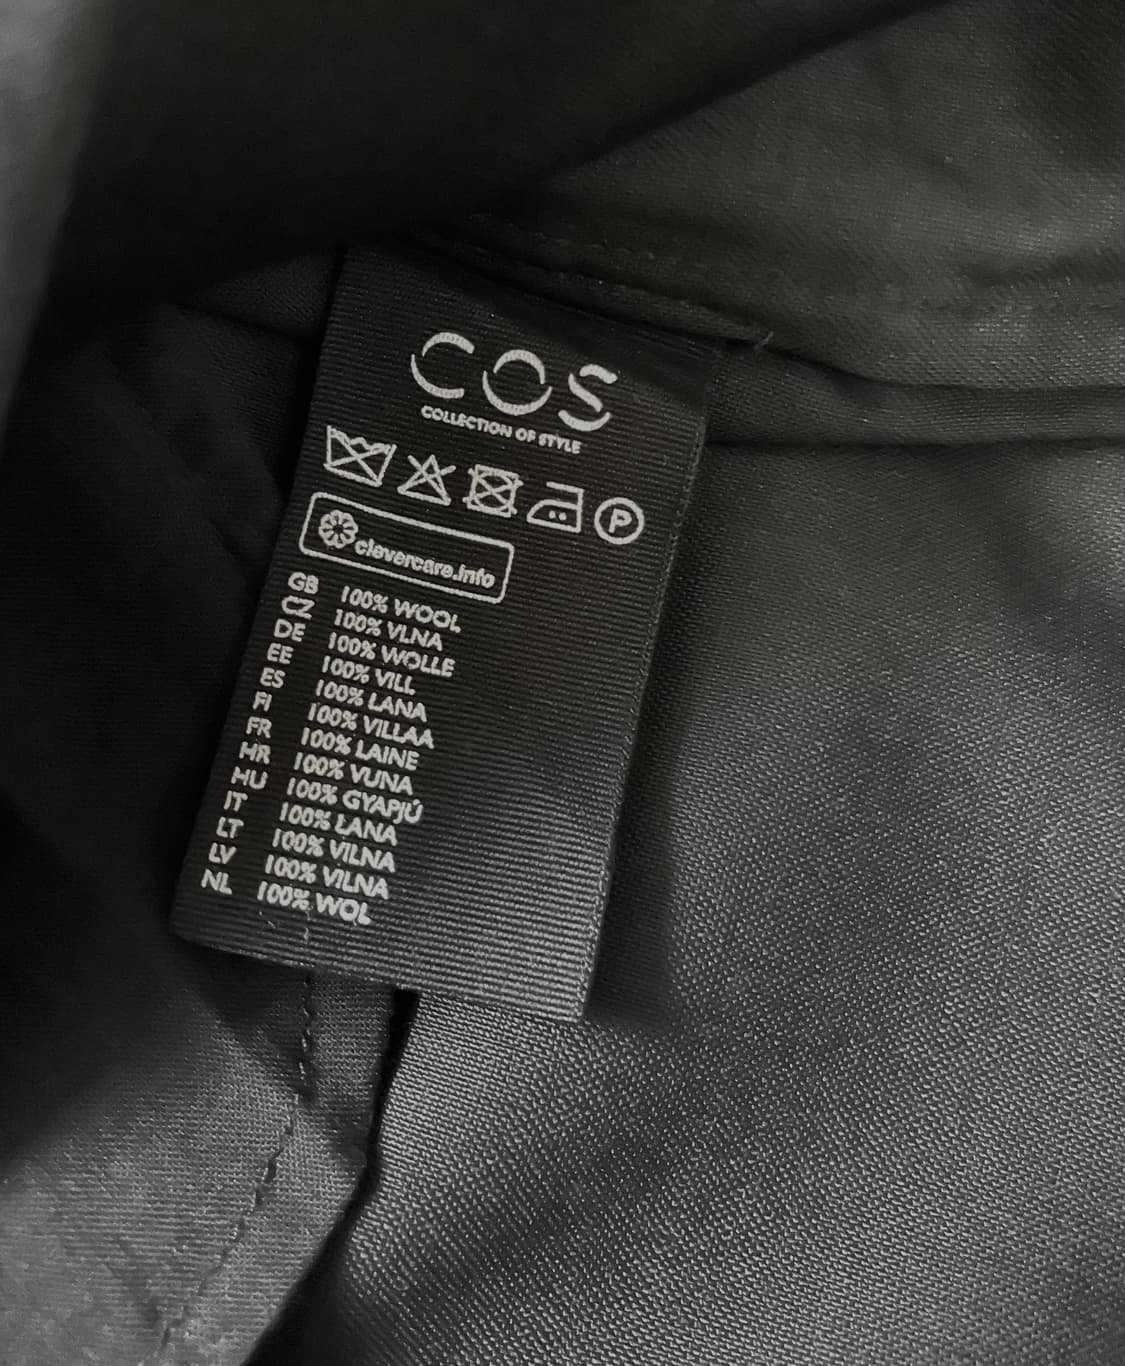 COS
COLLECTION OF STYLE
P
clevercare.info
GB 100% WOOL
CZ 100% VLNA
DE 100% WOLLE
EE 100% VILL
ES 100% LANA
FI 100% VILLAA
FR 100% LAINE
HR 100% VUNA
HU 100% GYAPJÚ
IT 100% LANA
LT 100% VILNA
LV 100% VILNA
NL 100% WOL